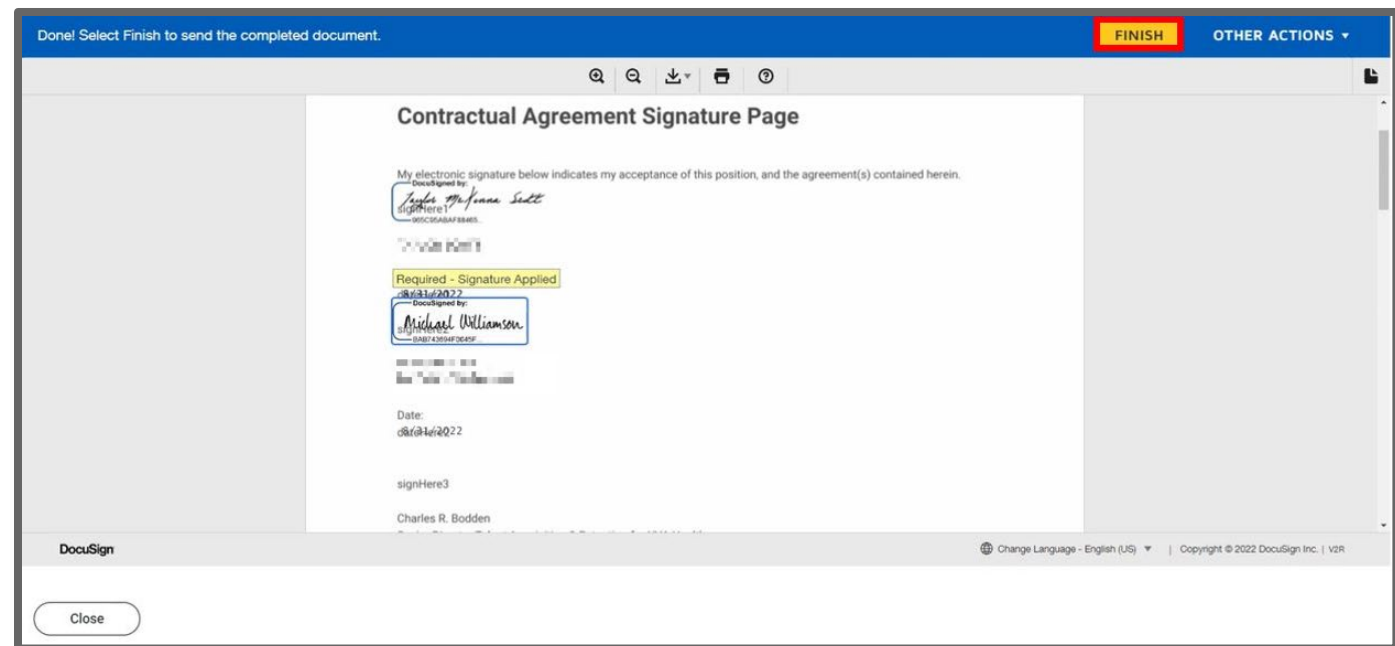 Done! Select Finish to send the completed document.
FINISH
OTHER ACTIONS
Contractual Agreement Signature Page
My electronic signature below indicates my acceptance of this position, and the agreement(s) contained herein.
DocuSigned by:
Taylor McKenna Scott
signHere1
Required - Signature Applied
8/31/2022
DocuSigned by:
Michael Williamson
signHere2
Date:
8/31/2022
signHere3
Charles R. Bodden
DocuSign
Change Language - English (US) | Copyright © 2022 DocuSign Inc. | V2R
Close